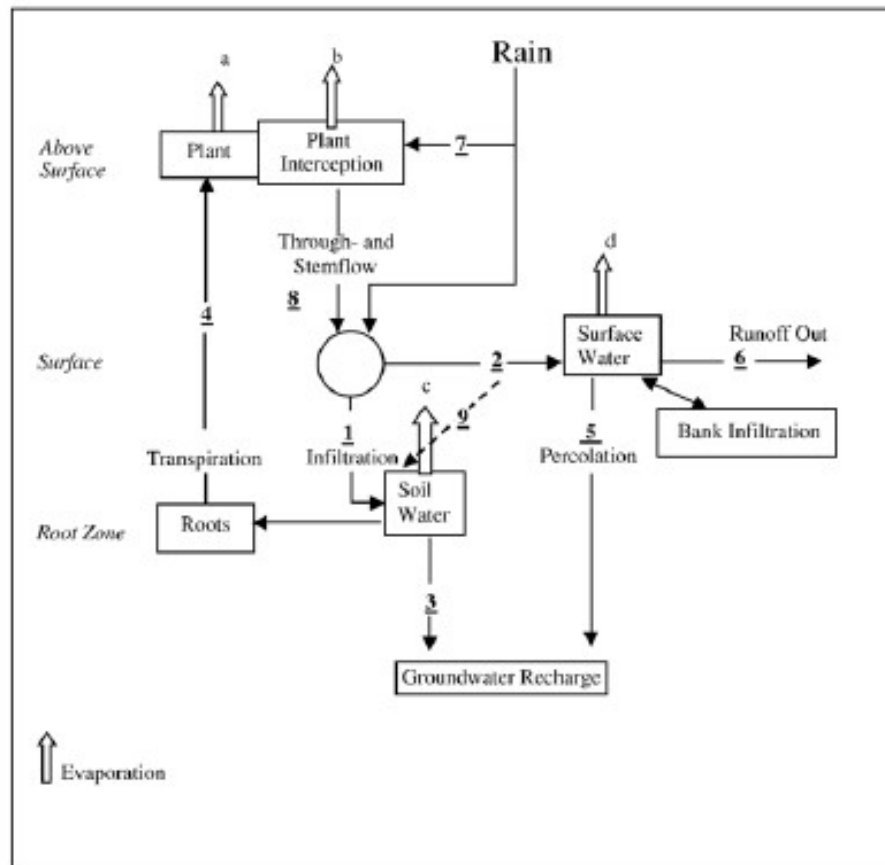 Rain
a
b
Above
Surface
Plant
Plant
Interception
7
Through- and
Stemflow
8
d
4
Surface
2
Surface
Water
Runoff Out
6
c
9
1
Infiltration
5
Percolation
Bank Infiltration
Transpiration
Soil
Water
Root Zone
Roots
3
Groundwater Recharge
Evaporation